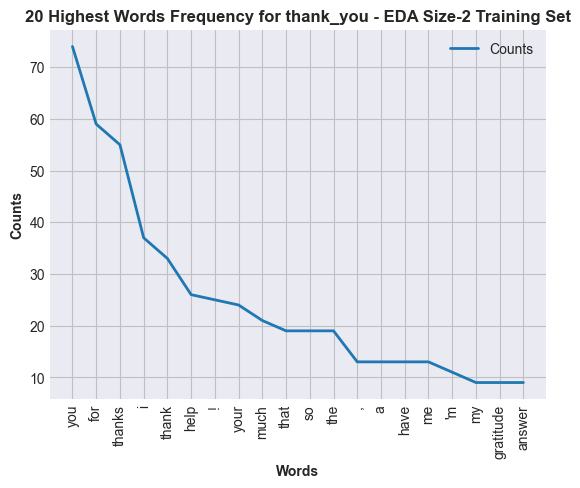 20 Highest Words Frequency for thank_you - EDA Size-2 Training Set
Counts
70
60
50
40
30
20
10
Counts
you
for
thanks
i
thank
help
!
your
much
that
so
the
,
a
have
me
'm
my
gratitude
answer
Words